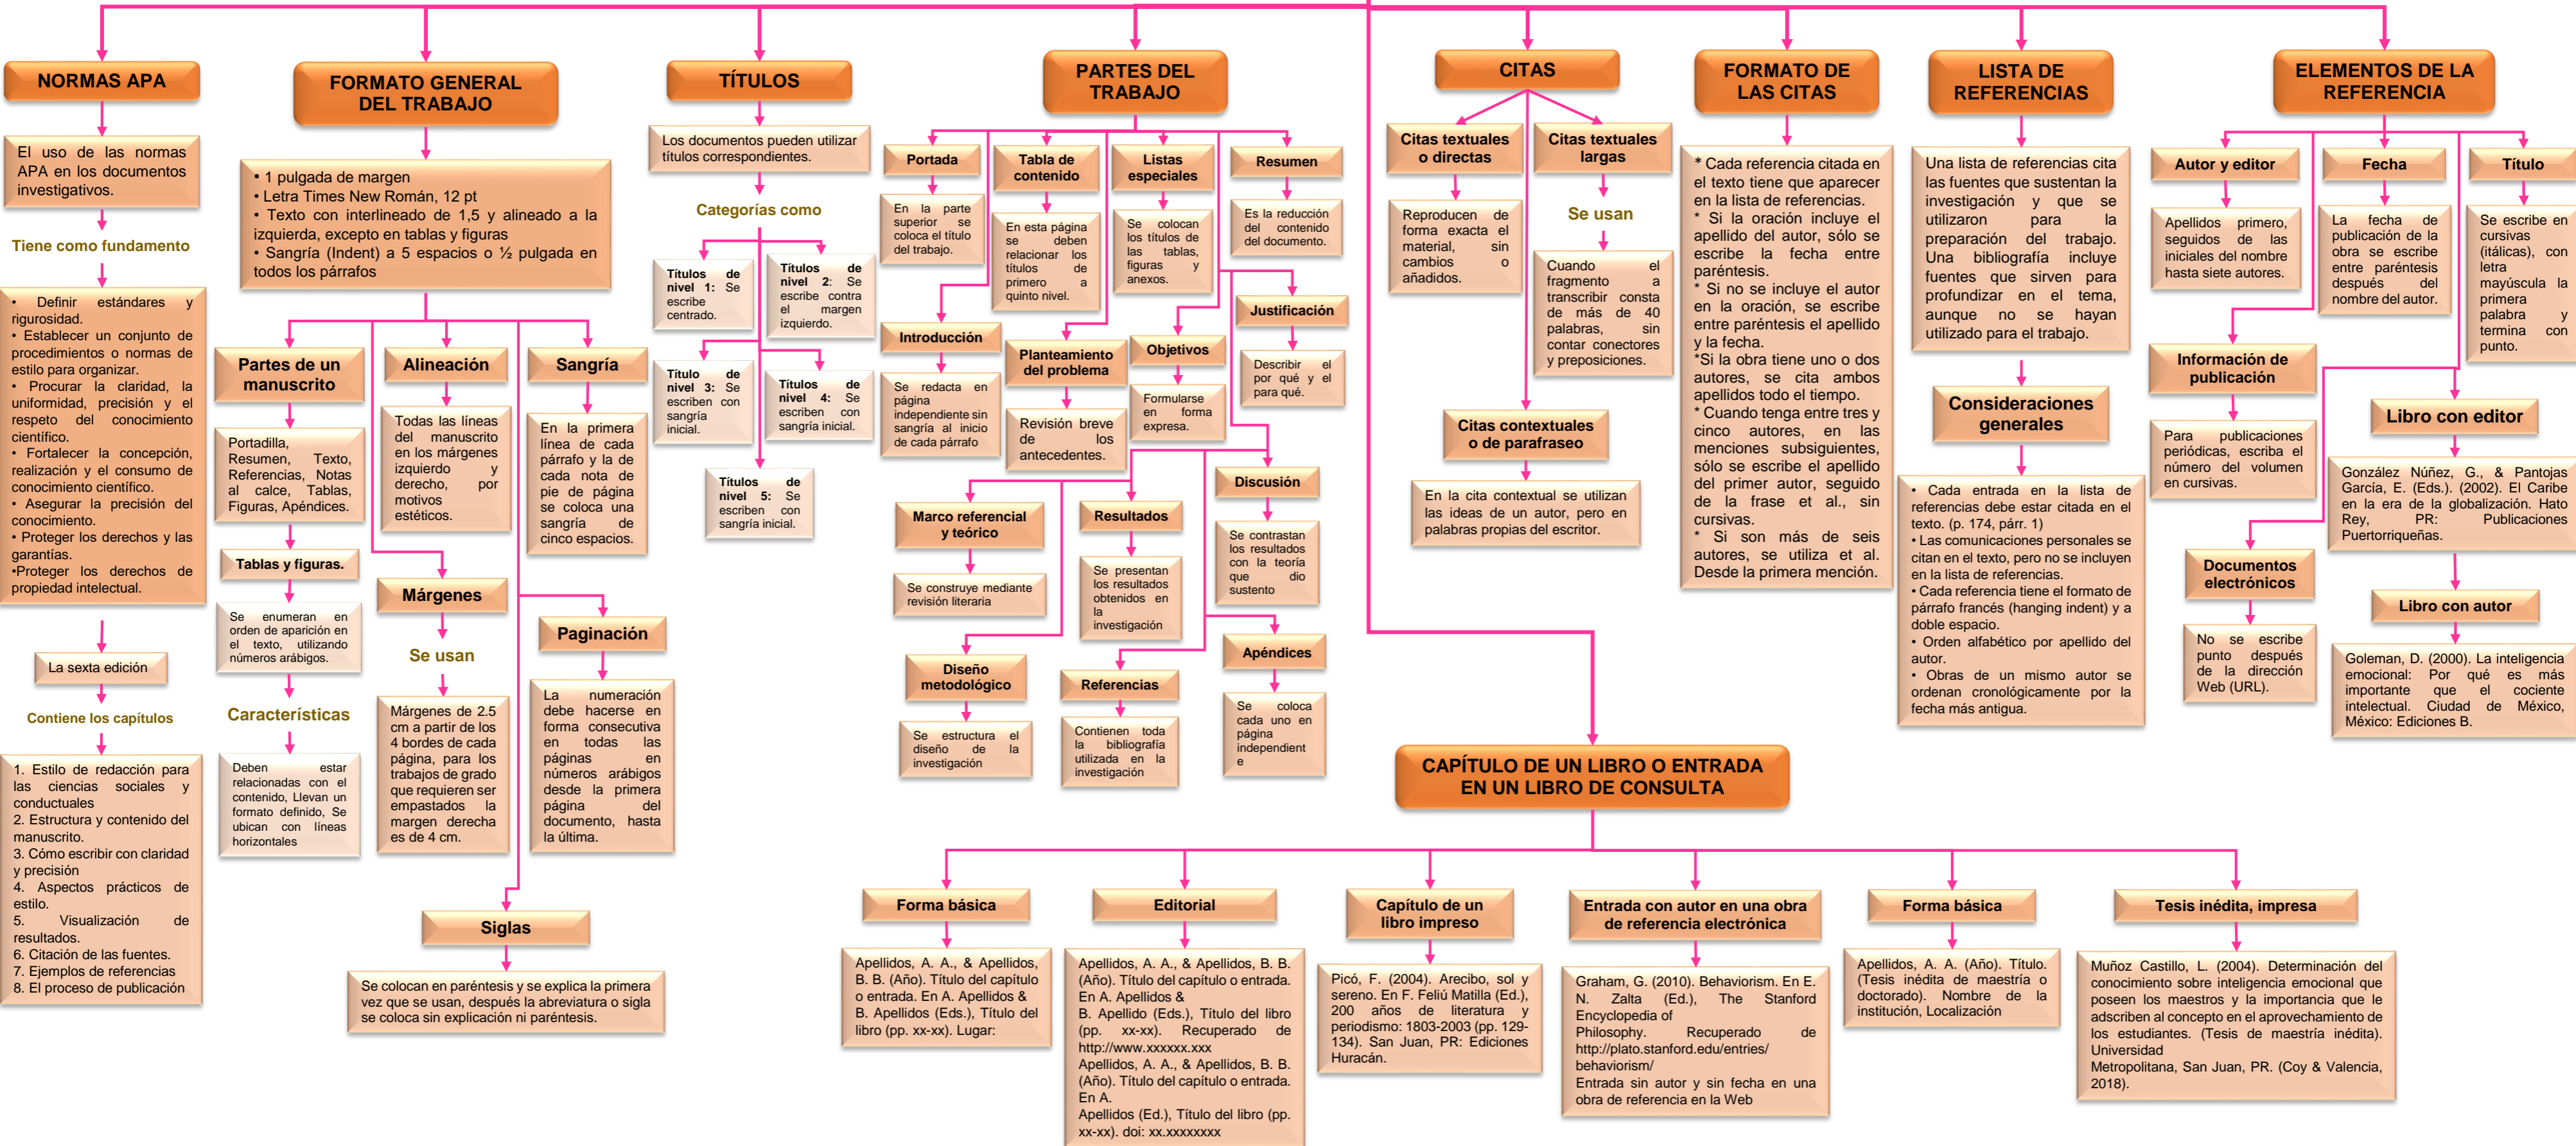 NORMAS APA
El uso de las normas
APA en los documentos
investigativos.
Tiene como fundamento
• Definir estándares y
rigurosidad.
• Establecer un conjunto de
procedimientos o normas de
estilo para organizar.
• Procurar la claridad, la
uniformidad, precisión y el
respeto del conocimiento
científico.
• Fortalecer la concepción,
realización y el consumo de
conocimiento científico.
• Asegurar la precisión del
conocimiento.
• Proteger los derechos y las
garantías.
•Proteger los derechos de
propiedad intelectual.
La sexta edición
Contiene los capítulos
1. Estilo de redacción para
las ciencias sociales y
conductuales
2. Estructura y contenido del
manuscrito.
3. Cómo escribir con claridad
y precisión
4. Aspectos prácticos de
estilo.
5. Visualización de
resultados.
6. Citación de las fuentes.
7. Ejemplos de referencias
8. El proceso de publicación
FORMATO GENERAL
DEL TRABAJO
• 1 pulgada de margen
• Letra Times New Román, 12 pt
• Texto con interlineado de 1,5 y alineado a la
izquierda, excepto en tablas y figuras
• Sangría (Indent) a 5 espacios o ½ pulgada en
todos los párrafos
Partes de un
manuscrito
Portadilla,
Resumen, Texto,
Referencias, Notas
al calce, Tablas,
Figuras, Apéndices.
Tablas y figuras.
Se enumeran en
orden de aparición en
el texto, utilizando
números arábigos.
Características
Deben estar
relacionadas con el
contenido, Llevan un
formato definido, Se
ubican con líneas
horizontales
Alineación
Todas las líneas
del manuscrito
en los márgenes
izquierdo y
derecho, por
motivos
estéticos.
Márgenes
Se usan
Márgenes de 2.5
cm a partir de los
4 bordes de cada
página, para los
trabajos de grado
que requieren ser
empastados la
margen derecha
es de 4 cm.
Sangría
En la primera
línea de cada
párrafo y la de
cada nota de
pie de página
se coloca una
sangría de
cinco espacios.
Paginación
La numeración
debe hacerse en
forma consecutiva
en todas las
páginas en
números arábigos
desde la primera
página del
documento, hasta
la última.
Siglas
Se colocan en paréntesis y se explica la primera
vez que se usan, después la abreviatura o sigla
se coloca sin explicación ni paréntesis.
TÍTULOS
Los documentos pueden utilizar
títulos correspondientes.
Categorías como
Títulos de
nivel 1: Se
escribe
centrado.
Títulos de
nivel 2: Se
escribe contra
el margen
izquierdo.
Título de
nivel 3: Se
escriben con
sangría
inicial.
Títulos de
nivel 4: Se
escriben con
sangría inicial.
Títulos de
nivel 5: Se
escriben con
sangría inicial.
PARTES DEL
TRABAJO
Portada
En la parte
superior se
coloca el título
del trabajo.
Tabla de
contenido
En esta página
se deben
relacionar los
títulos de
primero a
quinto nivel.
Listas
especiales
Se colocan
los títulos de
las tablas,
figuras y
anexos.
Resumen
Es la reducción
del contenido
del documento.
Introducción
Se redacta en
página
independiente sin
sangría al inicio
de cada párrafo
Planteamiento
del problema
Revisión breve
de los
antecedentes.
Objetivos
Formularse
en forma
expresa.
Justificación
Describir el
por qué y el
para qué.
Marco referencial
y teórico
Se construye mediante
revisión literaria
Resultados
Se presentan
los resultados
obtenidos en
la
investigación
Discusión
Se contrastan
los resultados
con la teoría
que dio
sustento
Diseño
metodológico
Se estructura el
diseño de la
investigación
Referencias
Contienen toda
la bibliografía
utilizada en la
investigación
Apéndices
Se coloca
cada uno en
página
independient
e
CITAS
Citas textuales
o directas
Reproducen de
forma exacta el
material, sin
cambios o
añadidos.
Citas textuales
largas
Se usan
Cuando el
fragmento a
transcribir consta
de más de 40
palabras, sin
contar conectores
y preposiciones.
Citas contextuales
o de parafraseo
En la cita contextual se utilizan
las ideas de un autor, pero en
palabras propias del escritor.
FORMATO DE
LAS CITAS
* Cada referencia citada en
el texto tiene que aparecer
en la lista de referencias.
* Si la oración incluye el
apellido del autor, sólo se
escribe la fecha entre
paréntesis.
* Si no se incluye el autor
en la oración, se escribe
entre paréntesis el apellido
y la fecha.
*Si la obra tiene uno o dos
autores, se cita ambos
apellidos todo el tiempo.
* Cuando tenga entre tres y
cinco autores, en las
menciones subsiguientes,
sólo se escribe el apellido
del primer autor, seguido
de la frase et al., sin
cursivas.
* Si son más de seis
autores, se utiliza et al.
Desde la primera mención.
LISTA DE
REFERENCIAS
Una lista de referencias cita
las fuentes que sustentan la
investigación y que se
utilizaron para la
preparación del trabajo.
Una bibliografía incluye
fuentes que sirven para
profundizar en el tema,
aunque no se hayan
utilizado para el trabajo.
Consideraciones
generales
• Cada entrada en la lista de
referencias debe estar citada en el
texto. (p. 174, párr. 1)
• Las comunicaciones personales se
citan en el texto, pero no se incluyen
en la lista de referencias.
• Cada referencia tiene el formato de
párrafo francés (hanging indent) y a
doble espacio.
• Orden alfabético por apellido del
autor.
• Obras de un mismo autor se
ordenan cronológicamente por la
fecha más antigua.
ELEMENTOS DE LA
REFERENCIA
Autor y editor
Apellidos primero,
seguidos de las
iniciales del nombre
hasta siete autores.
Fecha
La fecha de
publicación de la
obra se escribe
entre paréntesis
después del
nombre del autor.
Título
Se escribe en
cursivas
(itálicas), con
letra
mayúscula la
primera
palabra y
termina con
punto.
Información de
publicación
Para publicaciones
periódicas, escriba el
número del volumen
en cursivas.
Libro con editor
González Núñez, G., & Pantojas
García, E. (Eds.). (2002). El Caribe
en la era de la globalización. Hato
Rey, PR: Publicaciones
Puertorriqueñas.
Documentos
electrónicos
No se escribe
punto después
de la dirección
Web (URL).
Libro con autor
Goleman, D. (2000). La inteligencia
emocional: Por qué es más
importante que el cociente
intelectual. Ciudad de México,
México: Ediciones B.
CAPÍTULO DE UN LIBRO O ENTRADA
EN UN LIBRO DE CONSULTA
Forma básica
Apellidos, A. A., & Apellidos,
B. B. (Año). Título del capítulo
o entrada. En A. Apellidos &
B. Apellidos (Eds.), Título del
libro (pp. xx-xx). Lugar:
Editorial
Apellidos, A. A., & Apellidos, B. B.
(Año). Título del capítulo o entrada.
En A. Apellidos &
B. Apellido (Eds.), Título del libro
(pp. xx-xx). Recuperado de
http://www.xxxxxx.xxx
Apellidos, A. A., & Apellidos, B. B.
(Año). Título del capítulo o entrada.
En A.
Apellidos (Ed.), Título del libro (pp.
xx-xx). doi: xx.xxxxxxxx
Capítulo de un
libro impreso
Picó, F. (2004). Arecibo, sol y
sereno. En F. Feliú Matilla (Ed.),
200 años de literatura y
periodismo: 1803-2003 (pp. 129-
134). San Juan, PR: Ediciones
Huracán.
Entrada con autor en una obra
de referencia electrónica
Graham, G. (2010). Behaviorism. En E.
N. Zalta (Ed.), The Stanford
Encyclopedia of
Philosophy. Recuperado de
http://plato.stanford.edu/entries/
behaviorism/
Entrada sin autor y sin fecha en una
obra de referencia en la Web
Forma básica
Apellidos, A. A. (Año). Título.
(Tesis inédita de maestría o
doctorado). Nombre de la
institución, Localización
Tesis inédita, impresa
Muñoz Castillo, L. (2004). Determinación del
conocimiento sobre inteligencia emocional que
poseen los maestros y la importancia que le
adscriben al concepto en el aprovechamiento de
los estudiantes. (Tesis de maestría inédita).
Universidad
Metropolitana, San Juan, PR. (Coy & Valencia,
2018).